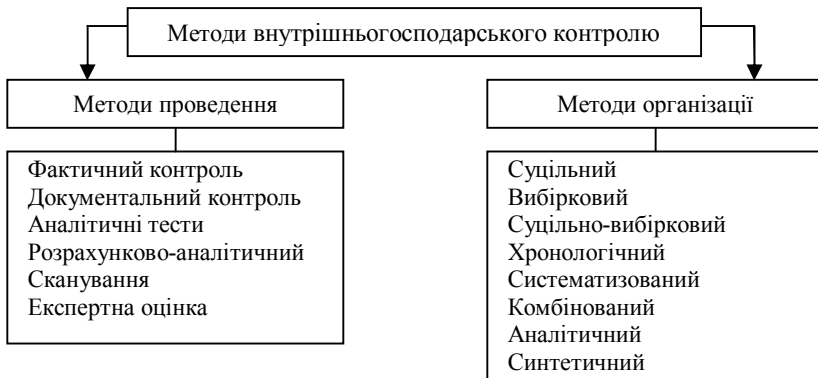 Методи внутрішньогосподарського контролю
Методи проведення
Методи організації
Фактичний контроль
Документальний контроль
Аналітичні тести
Розрахунково-аналітичний
Сканування
Експертна оцінка
Суцільний
Вибірковий
Суцільно-вибірковий
Хронологічний
Систематизований
Комбінований
Аналітичний
Синтетичний